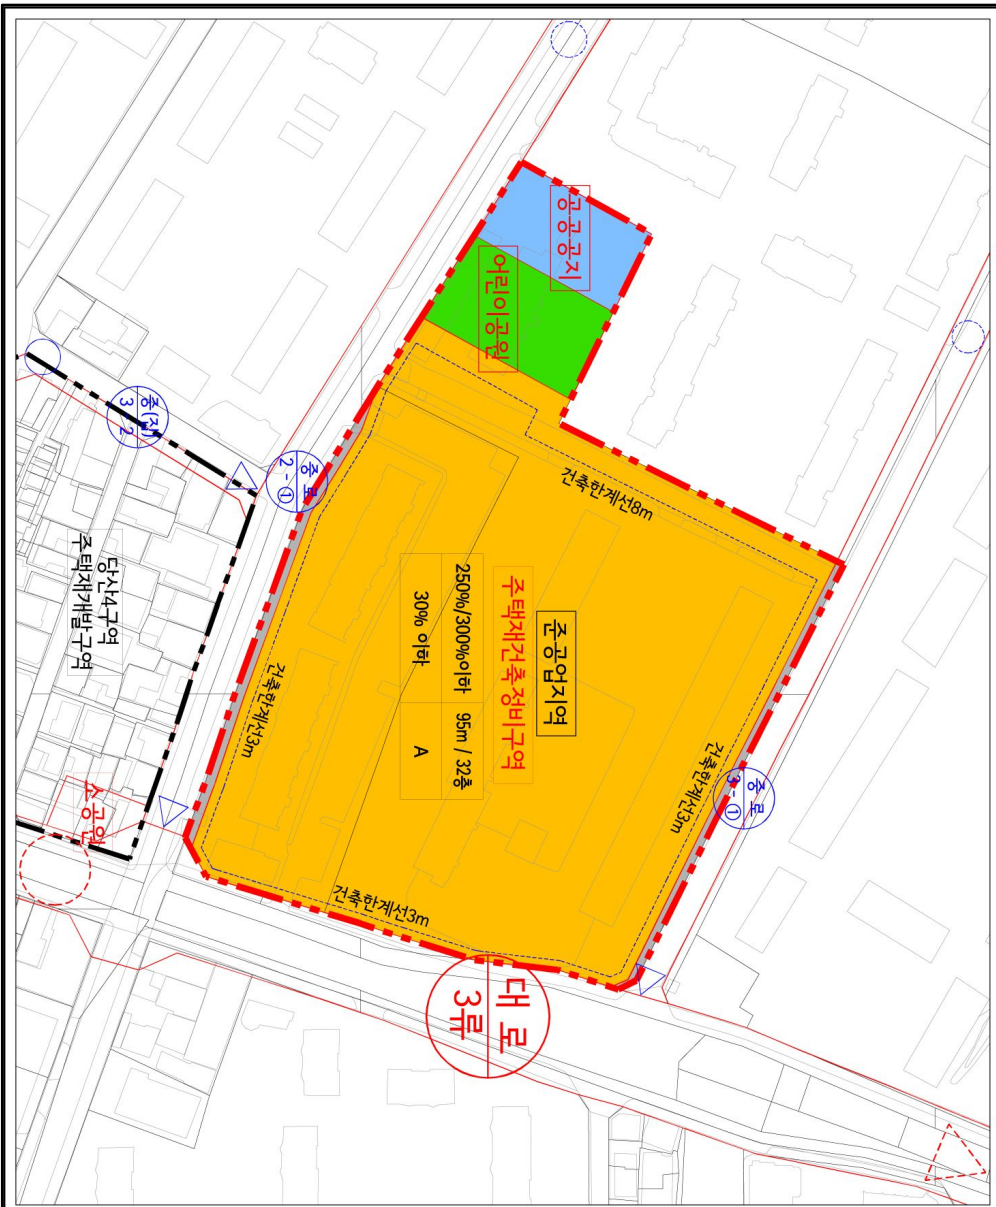 공공공지
어린이공원
건축한계선8m
중(집)
3 2
중로
2-①
당산4구역
주택재개발구역
준공업지역
주택재건축정비구역
250%/300%이하 95m / 32층
30% 이하 A
건축한계선3m
건축한계선3m
중로
3-①
소공원
건축한계선3m
대로
3류